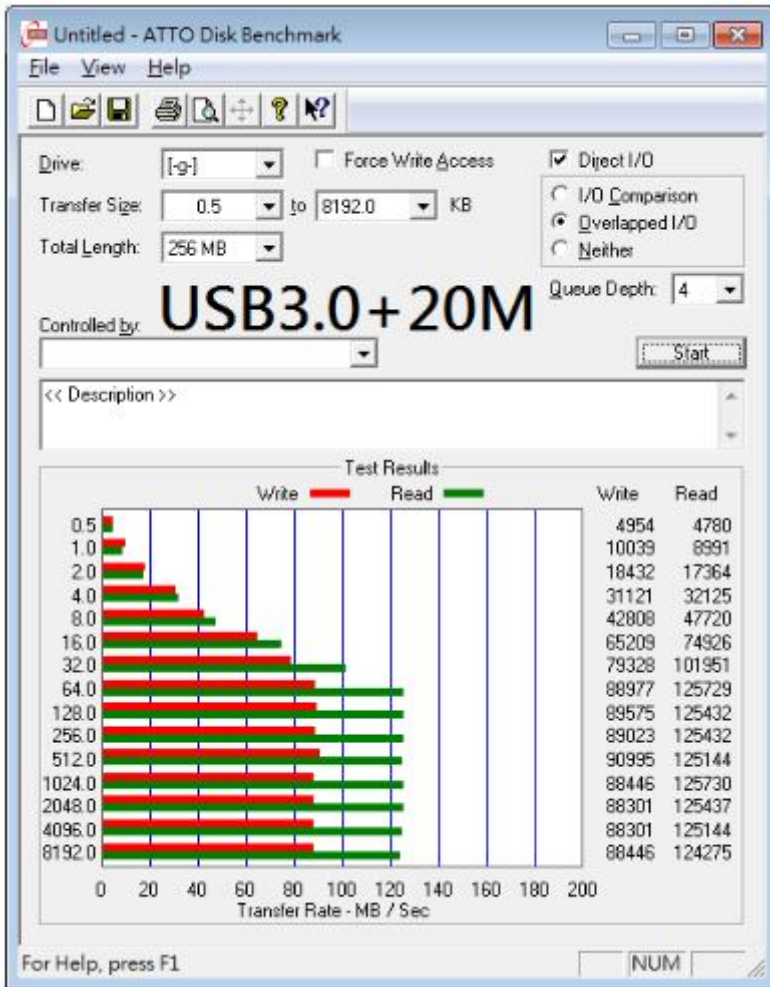 Untitled - ATTO Disk Benchmark
File View Help
Drive: [-g-] Force Write Access Direct I/O
Transfer Size: 0.5 to 8192.0 KB I/O Comparison
Overlapped I/O
Total Length: 256 MB Neither
USB3.0+20M Queue Depth: 4
Controlled by:
Start
<< Description >>
Test Results
Write Read Write Read
0.5 4954 4780
1.0 10039 8991
2.0 18432 17364
4.0 31121 32125
8.0 42808 47720
16.0 65209 74926
32.0 79328 101951
64.0 88977 125729
128.0 89575 125432
256.0 89023 125432
512.0 90995 125144
1024.0 88446 125730
2048.0 88301 125437
4096.0 88301 125144
8192.0 88446 124275
0 20 40 60 80 100 120 140 160 180 200
Transfer Rate - MB / Sec
For Help, press F1 NUM